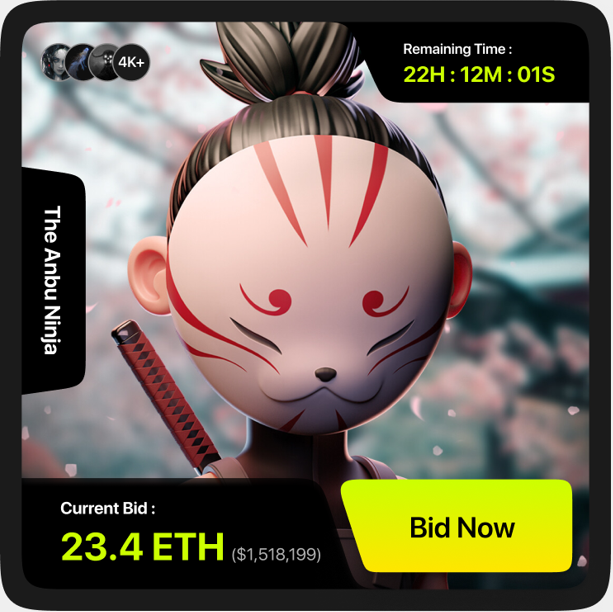 4K+
Remaining Time :
22H : 12M : 01S
The Anbu Ninja
Current Bid :
23.4 ETH ($1,518,199)
Bid Now